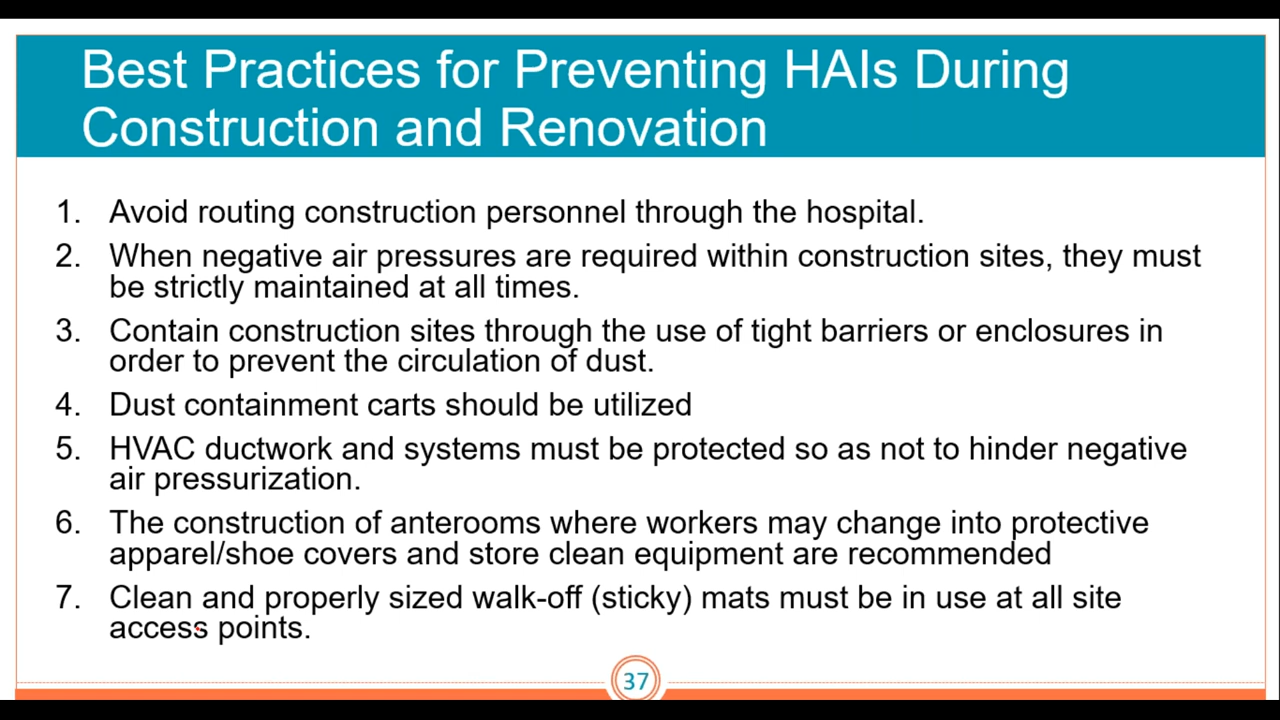 Best Practices for Preventing HAIs During
Construction and Renovation
1. Avoid routing construction personnel through the hospital.
2. When negative air pressures are required within construction sites, they must
be strictly maintained at all times.
3. Contain construction sites through the use of tight barriers or enclosures in
order to prevent the circulation of dust.
4. Dust containment carts should be utilized
5. HVAC ductwork and systems must be protected so as not to hinder negative
air pressurization.
6. The construction of anterooms where workers may change into protective
apparel/shoe covers and store clean equipment are recommended
7. Clean and properly sized walk-off (sticky) mats must be in use at all site
access points.
37